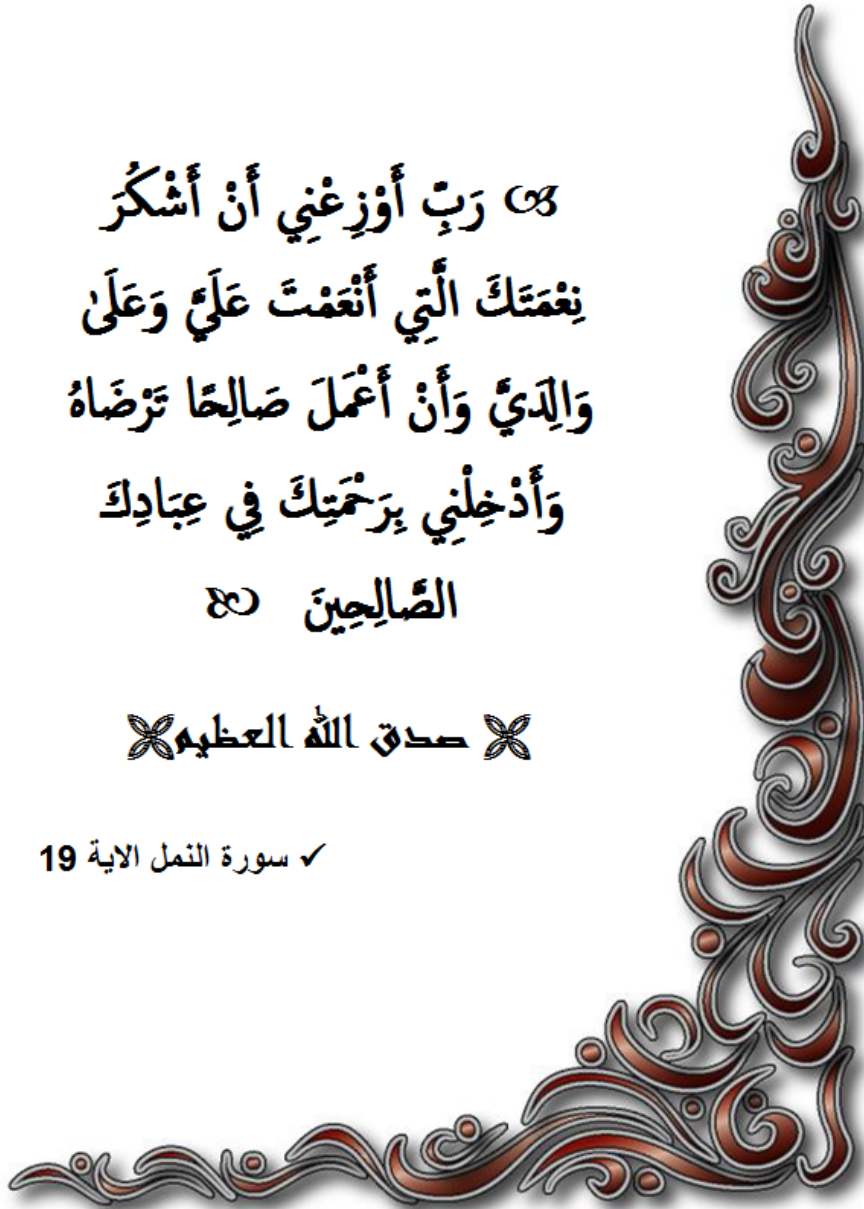 رَبِّ أَوْزِعْنِي أَنْ أَشْكُرَ
نِعْمَتَكَ الَّتِي أَنْعَمْتَ عَلَيَّ وَعَلَىٰ
وَالِدَيَّ وَأَنْ أَعْمَلَ صَالِحًا تَرْضَاهُ
وَأَدْخِلْنِي بِرَحْمَتِكَ فِي عِبَادِكَ
الصَّالِحِينَ
صدق الله العظيم
✓ سورة النمل الاية 19